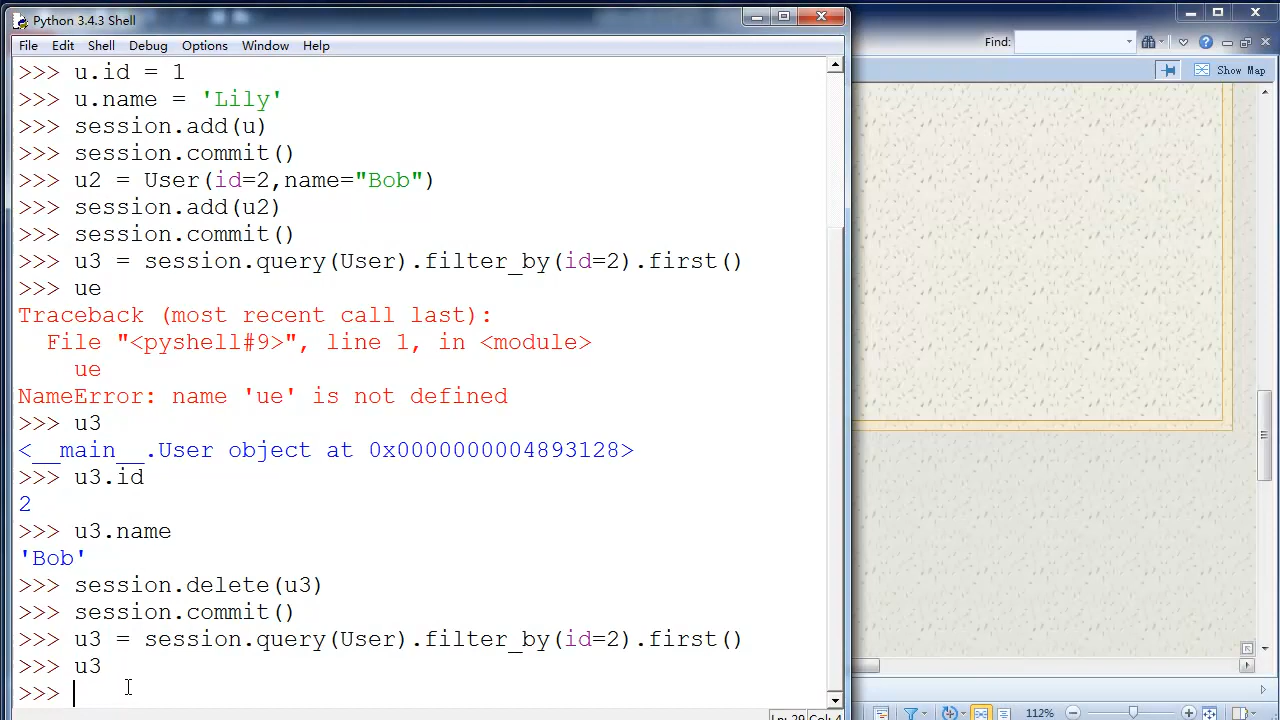 Python 3.4.3 Shell
File Edit Shell Debug Options Window Help
>>> u.id = 1
>>> u.name = 'Lily'
>>> session.add(u)
>>> session.commit()
>>> u2 = User(id=2,name="Bob")
>>> session.add(u2)
>>> session.commit()
>>> u3 = session.query(User).filter_by(id=2).first()
>>> ue
Traceback (most recent call last):
  File "<pyshell#9>", line 1, in <module>
    ue
NameError: name 'ue' is not defined
>>> u3
<__main__.User object at 0x0000000004893128>
>>> u3.id
2
>>> u3.name
'Bob'
>>> session.delete(u3)
>>> session.commit()
>>> u3 = session.query(User).filter_by(id=2).first()
>>> u3
>>>
Ln: 29 Col: 4
Find:
Show Map
112%